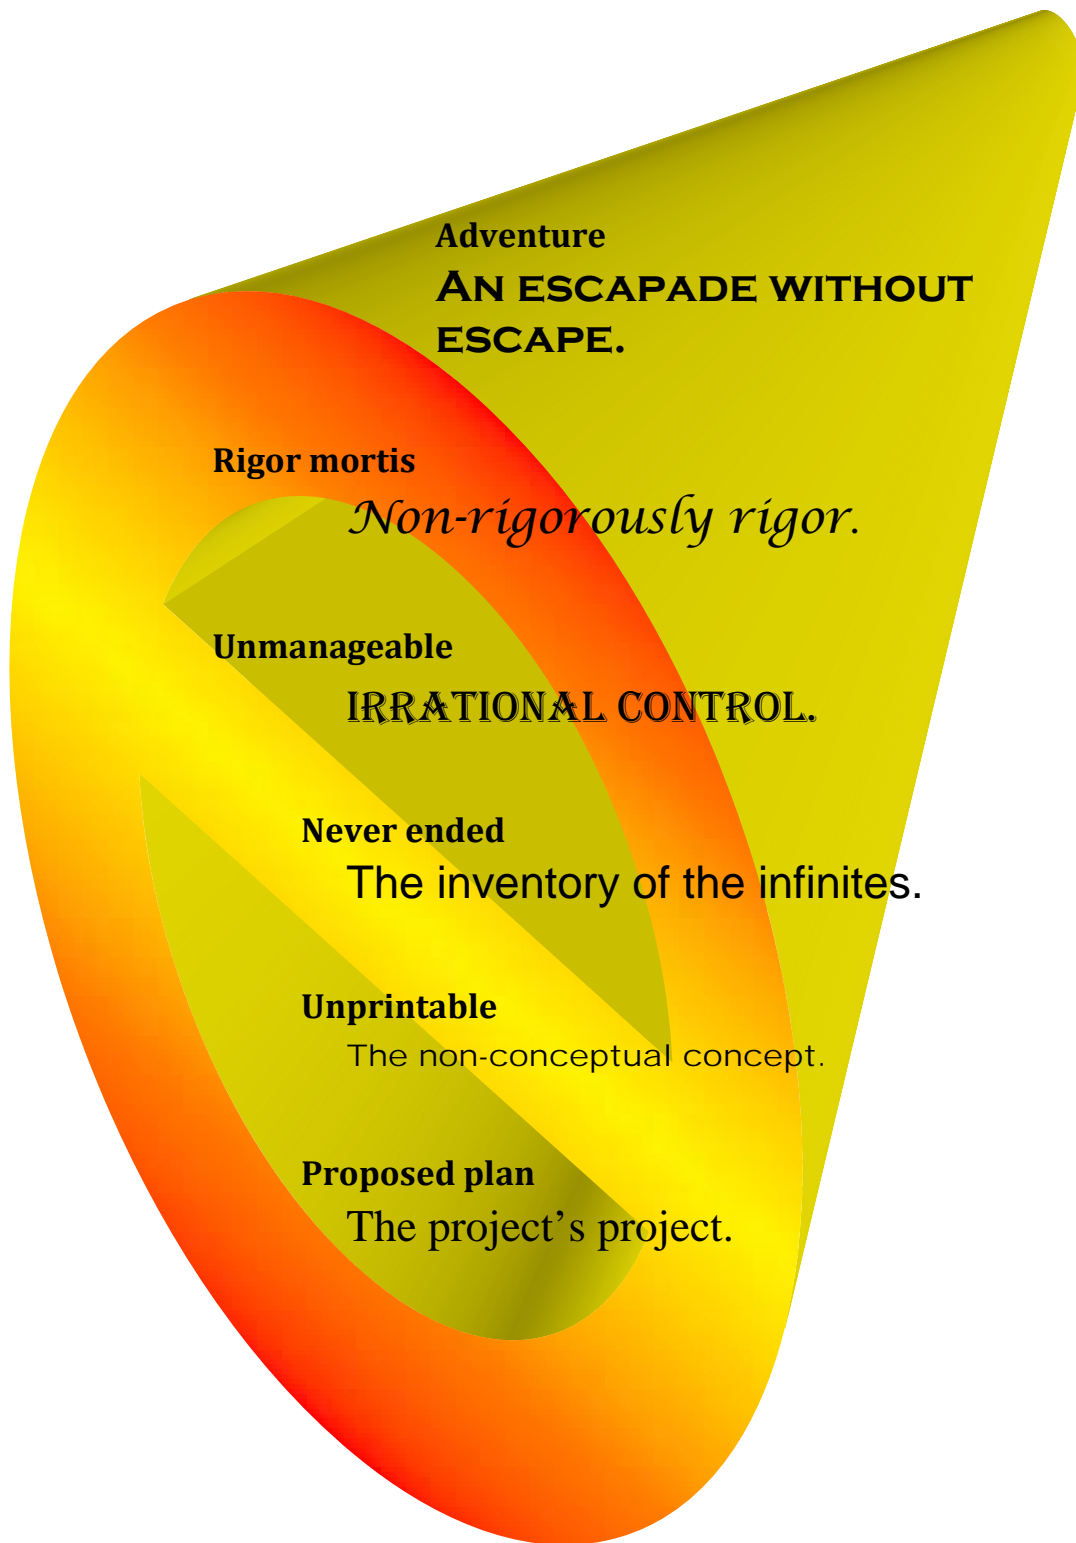 Adventure
An escapade without
escape.
Rigor mortis
Non-rigorously rigor.
Unmanageable
Irrational control.
Never ended
The inventory of the infinites.
Unprintable
The non-conceptual concept.
Proposed plan
The project’s project.